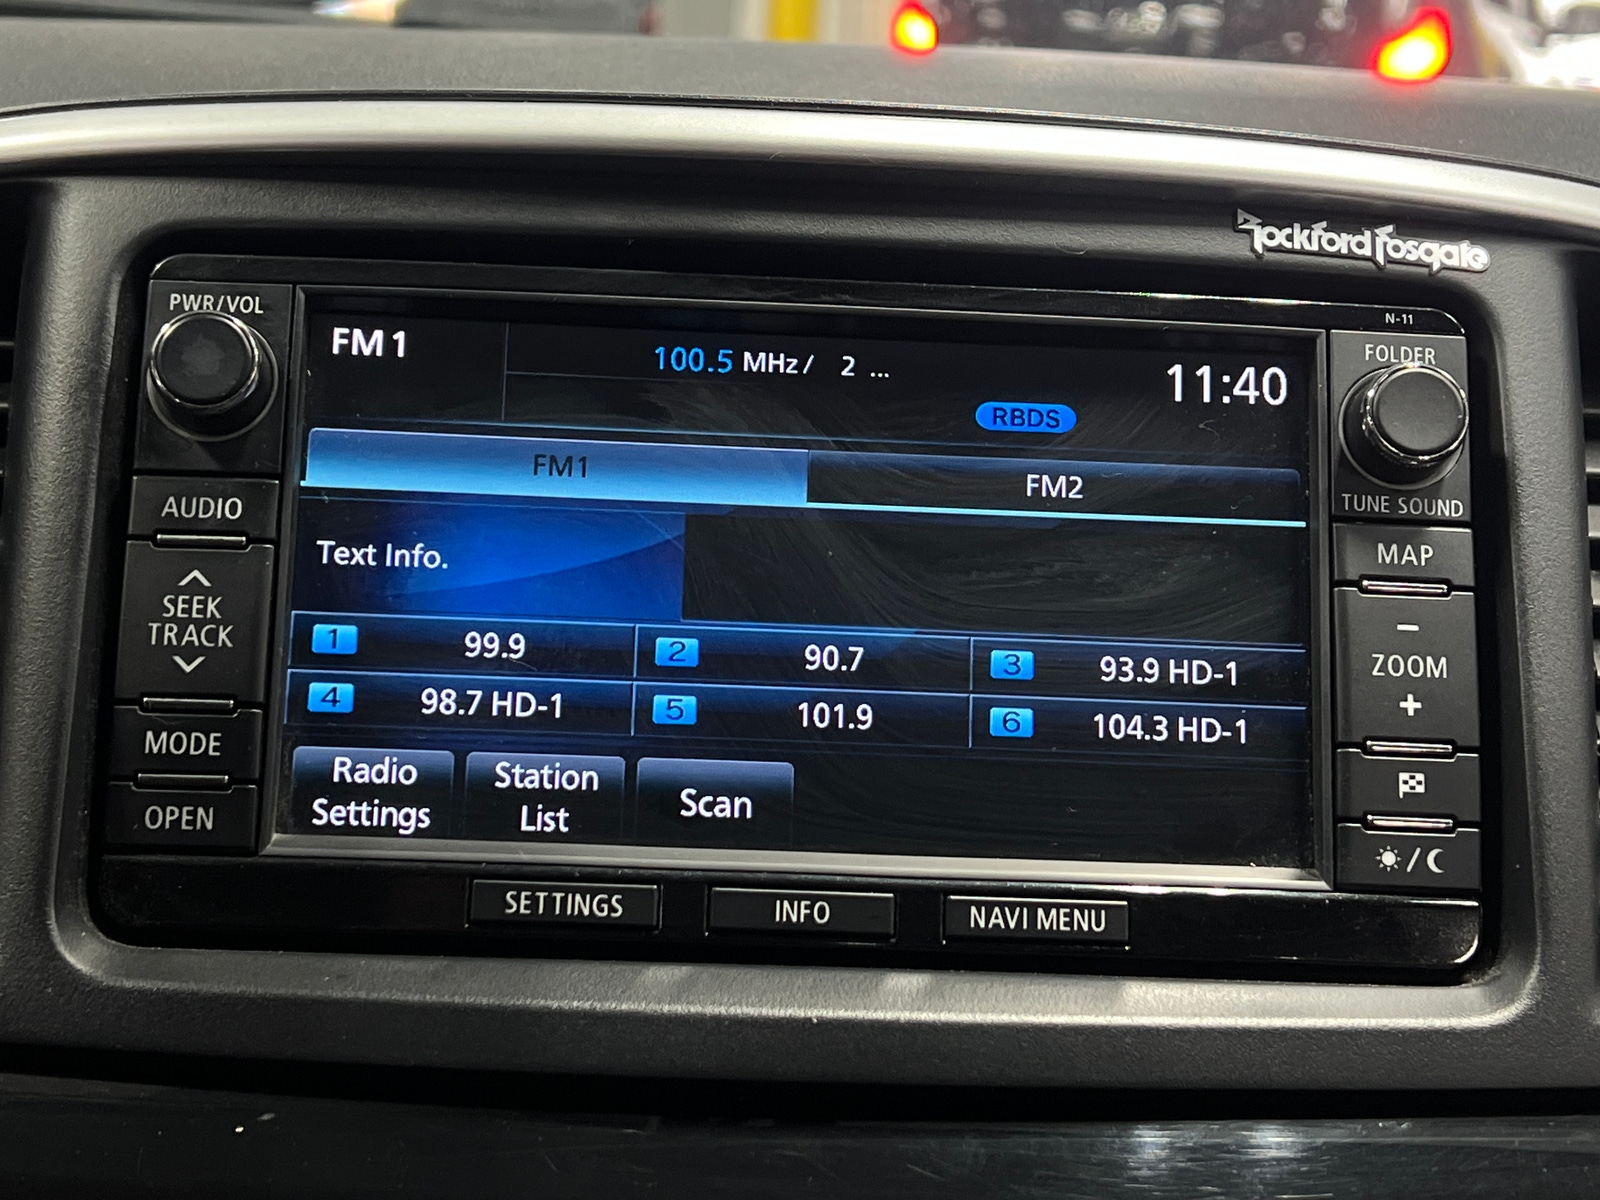 Rockford Fosgate
N-11
PWR/VOL
FM1
100.5 MHz/ 2 ...
11:40
RBDS
FOLDER
TUNE SOUND
FM1
FM2
AUDIO
Text Info.
MAP
SEEK
TRACK
−
ZOOM
+
1 99.9
2 90.7
3 93.9 HD-1
4 98.7 HD-1
5 101.9
6 104.3 HD-1
MODE
OPEN
Radio
Settings
Station
List
Scan
SETTINGS
INFO
NAVI MENU